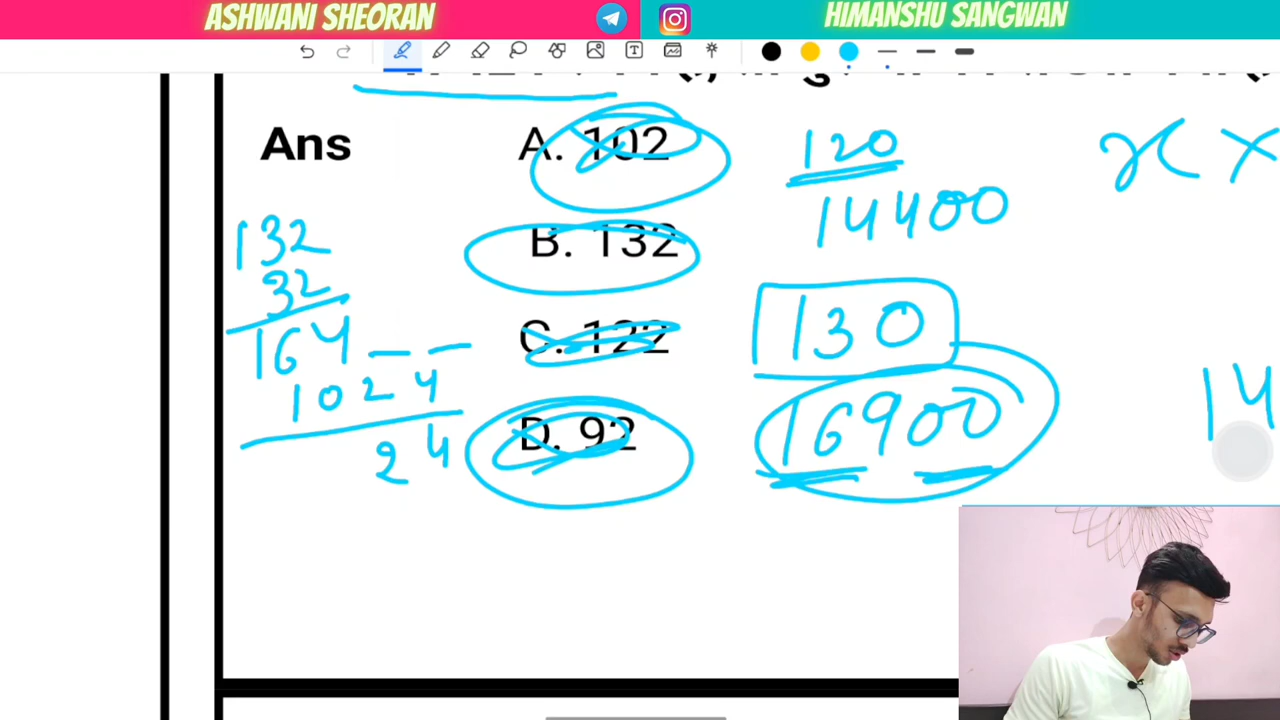 ASHWANI SHEORAN
HIMANSHU SANGWAN
Ans
A. 102
B. 132
C. 122
D. 92
132
32
164 _ _
1024
24
120
14400
130
16900
x ( x
14